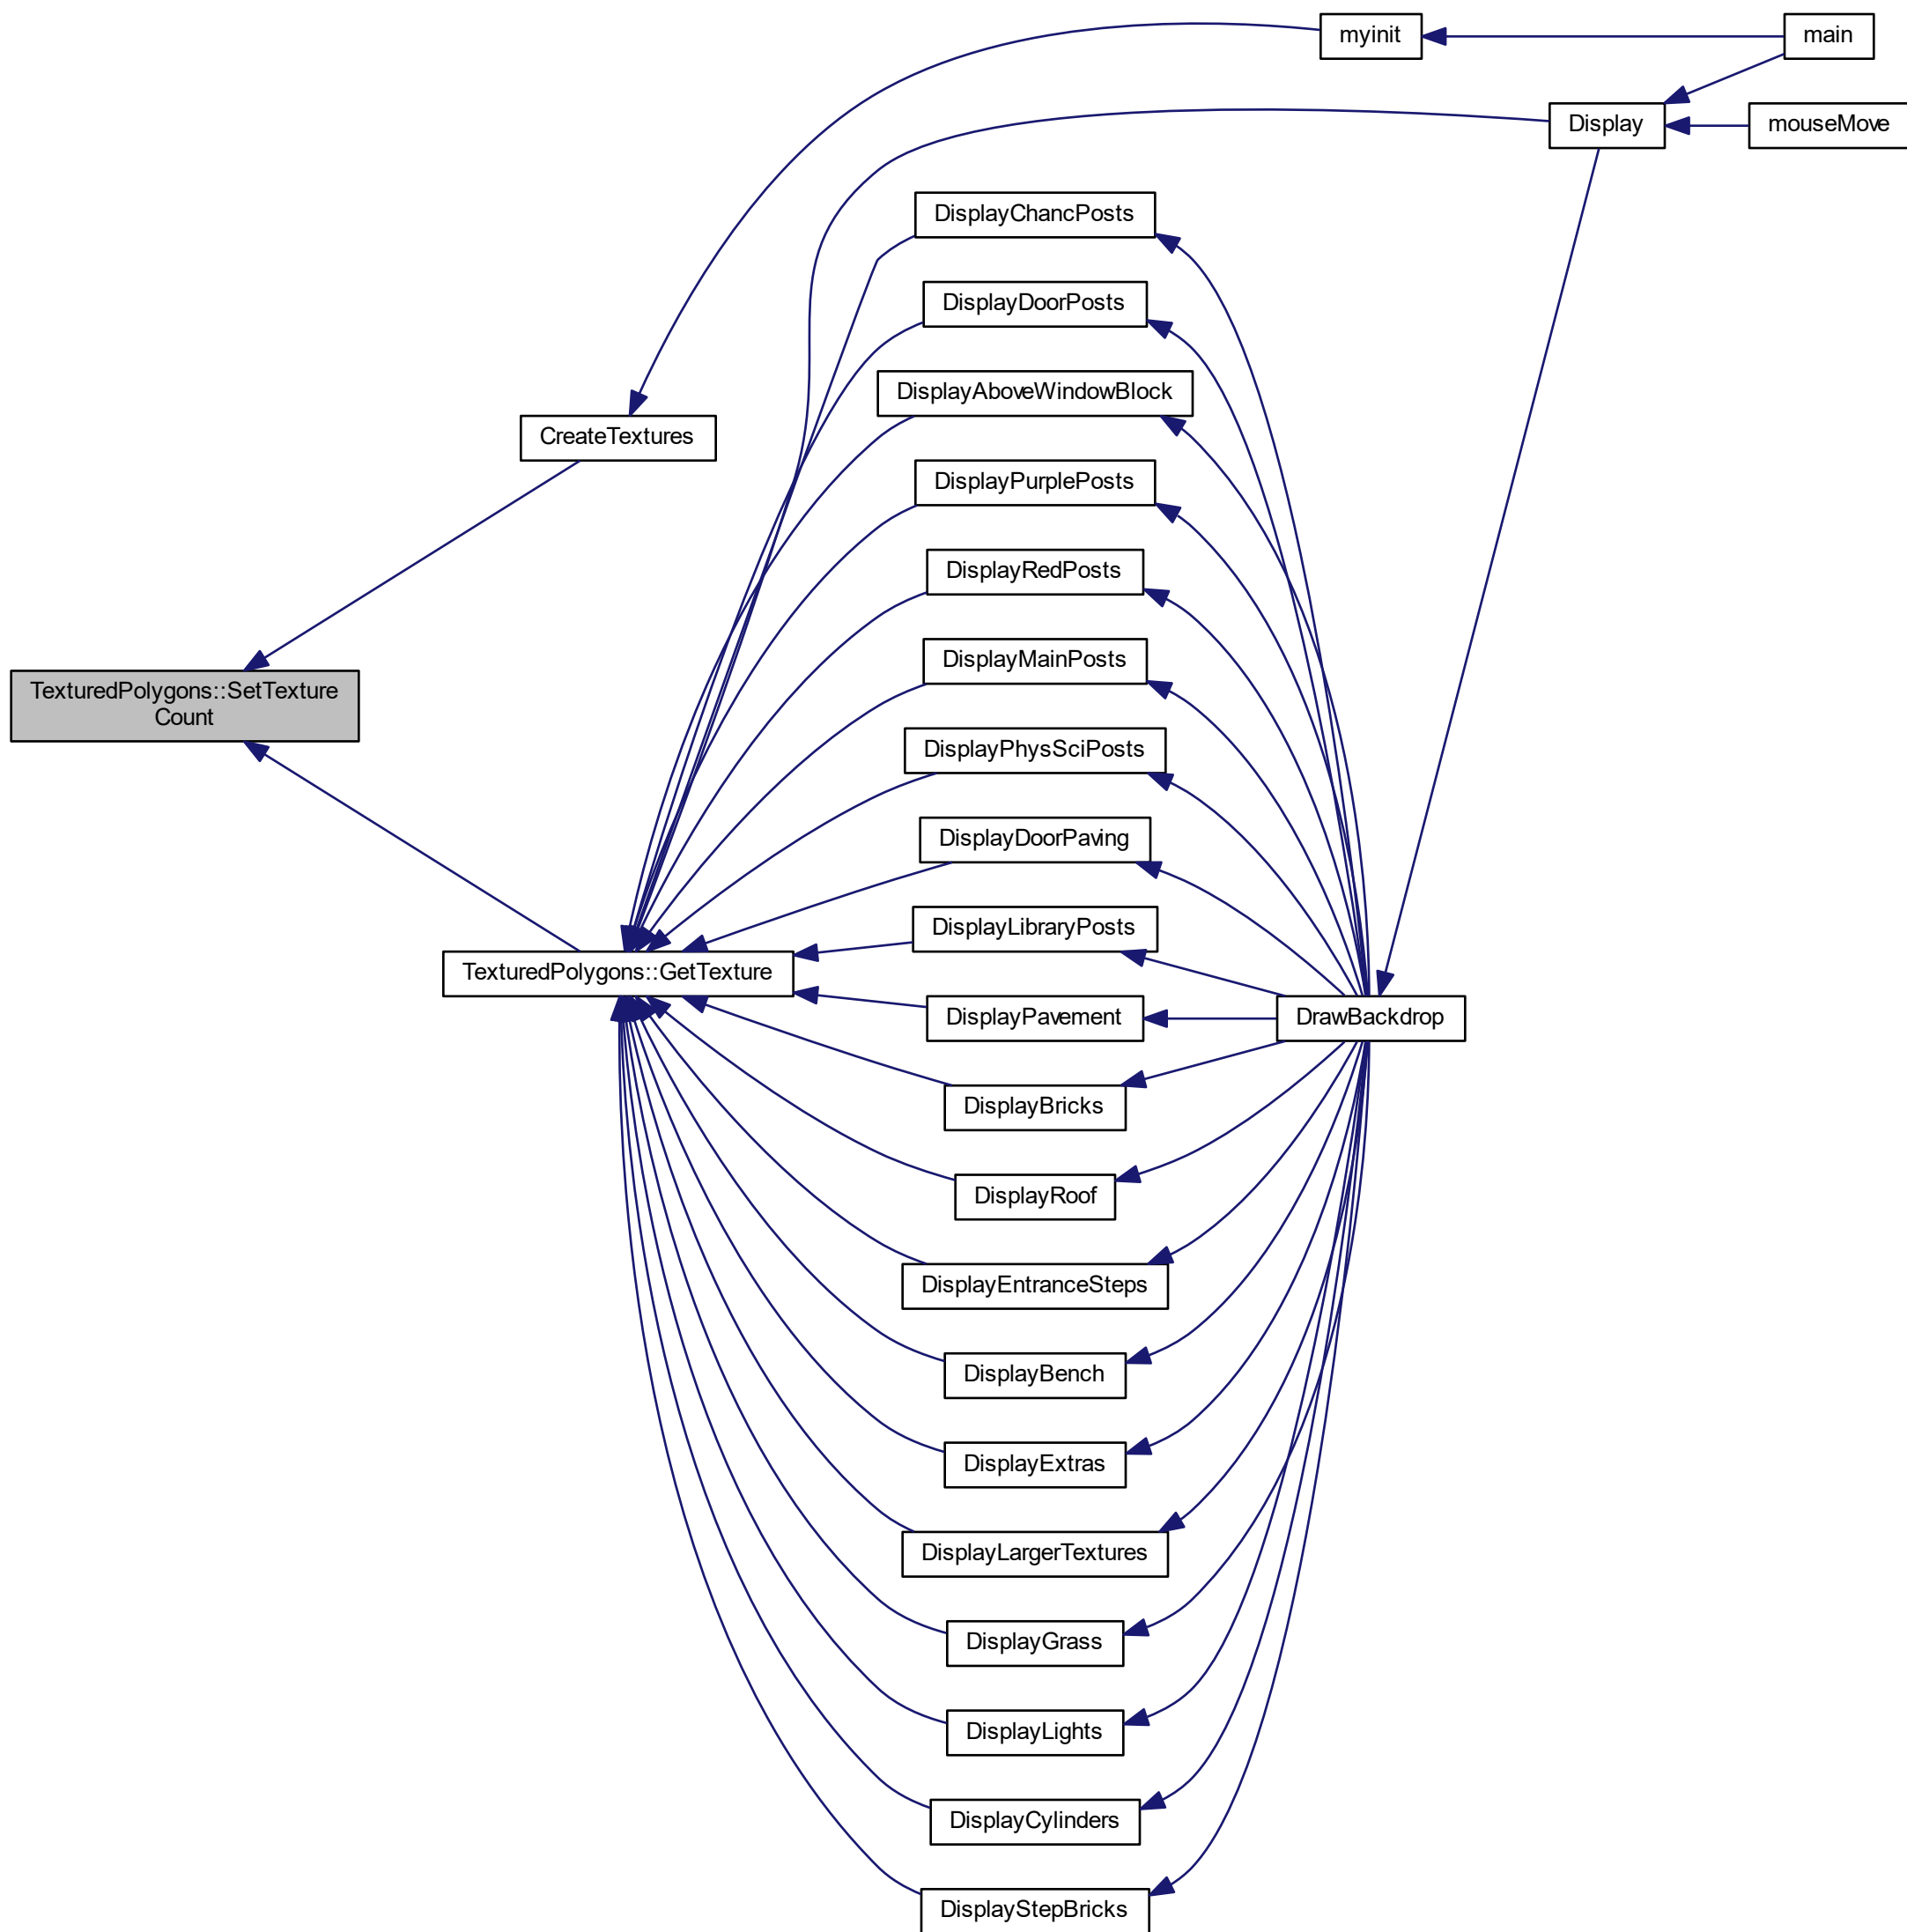 myinit
main
Display
mouseMove
DisplayChancPosts
DisplayDoorPosts
DisplayAboveWindowBlock
CreateTextures
DisplayPurplePosts
DisplayRedPosts
DisplayMainPosts
TexturedPolygons::SetTexture
Count
DisplayPhysSciPosts
DisplayDoorPaving
DisplayLibraryPosts
TexturedPolygons::GetTexture
DisplayPavement
DrawBackdrop
DisplayBricks
DisplayRoof
DisplayEntranceSteps
DisplayBench
DisplayExtras
DisplayLargerTextures
DisplayGrass
DisplayLights
DisplayCylinders
DisplayStepBricks